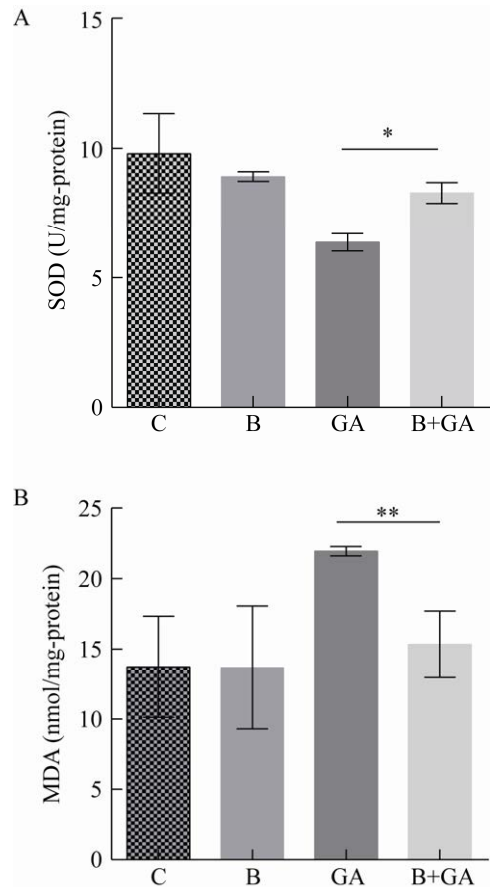 A
SOD (U/mg-protein)
15
10
5
0
*
C B GA B+GA
B
MDA (nmol/mg-protein)
25
20
15
10
5
0
**
C B GA B+GA